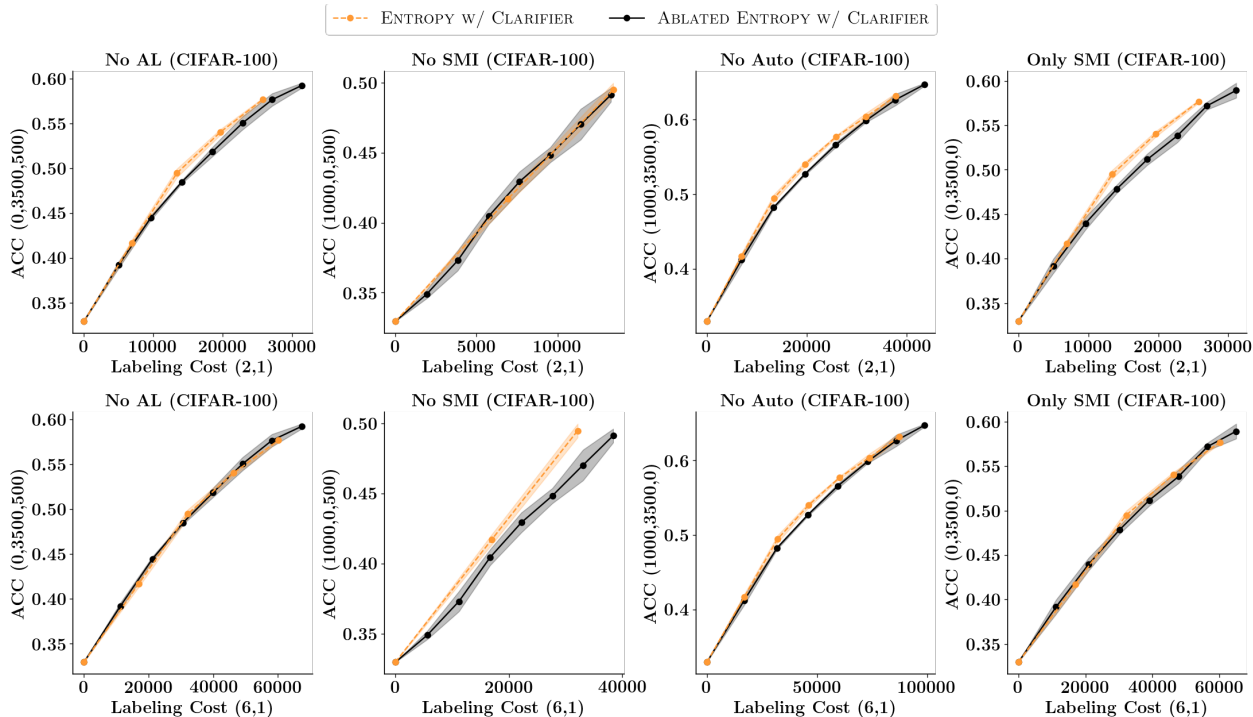 ENTROPY W/ CLARIFIER ABLATED ENTROPY W/ CLARIFIER
No AL (CIFAR-100)
0.60
0.55
0.50
0.45
0.40
0.35
ACC (0,3500,500)
0 10000 20000 30000
Labeling Cost (2,1)
No SMI (CIFAR-100)
0.50
0.45
0.40
0.35
ACC (1000,0,500)
0 5000 10000
Labeling Cost (2,1)
No Auto (CIFAR-100)
0.6
0.5
0.4
ACC (1000,3500,0)
0 20000 40000
Labeling Cost (2,1)
Only SMI (CIFAR-100)
0.60
0.55
0.50
0.45
0.40
0.35
ACC (0,3500,0)
0 10000 20000 30000
Labeling Cost (2,1)
No AL (CIFAR-100)
0.60
0.55
0.50
0.45
0.40
0.35
ACC (0,3500,500)
0 20000 40000 60000
Labeling Cost (6,1)
No SMI (CIFAR-100)
0.50
0.45
0.40
0.35
ACC (1000,0,500)
0 20000 40000
Labeling Cost (6,1)
No Auto (CIFAR-100)
0.6
0.5
0.4
ACC (1000,3500,0)
0 50000 100000
Labeling Cost (6,1)
Only SMI (CIFAR-100)
0.60
0.55
0.50
0.45
0.40
0.35
ACC (0,3500,0)
0 20000 40000 60000
Labeling Cost (6,1)